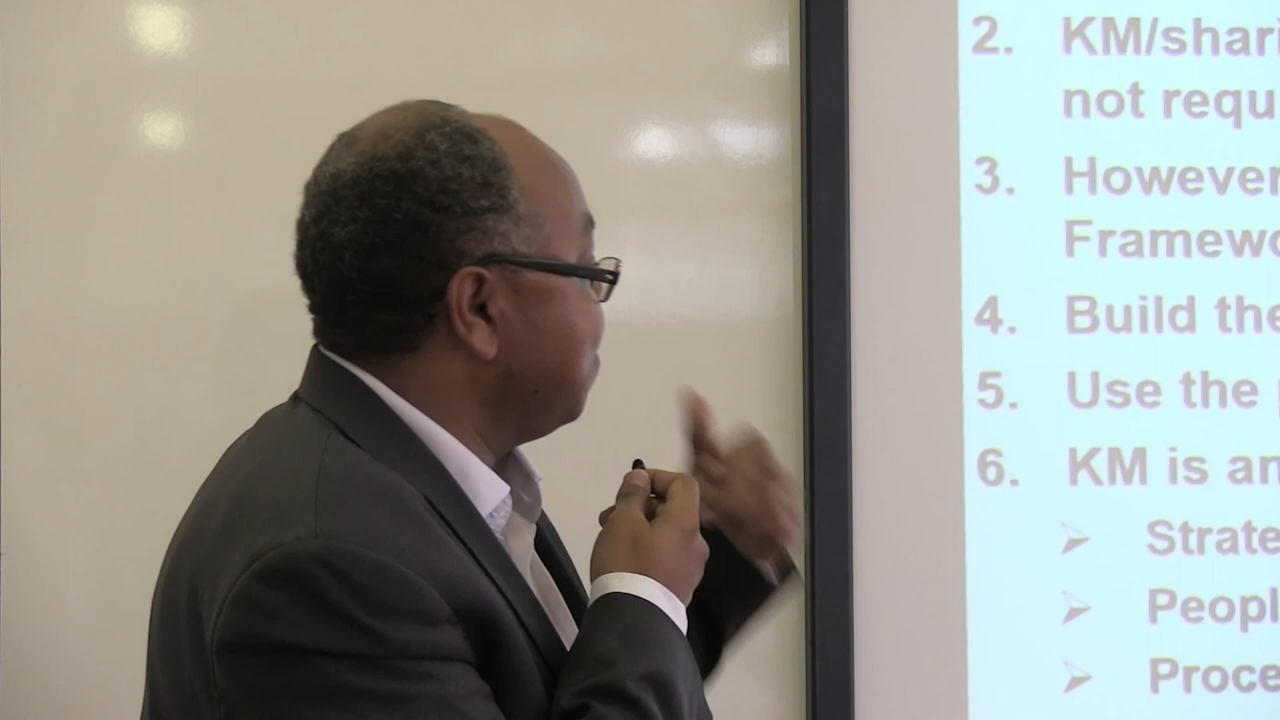 2. KM/shari
not requ
3. However
Framewo
4. Build the
5. Use the
6. KM is an
Strate
Peopl
Proce